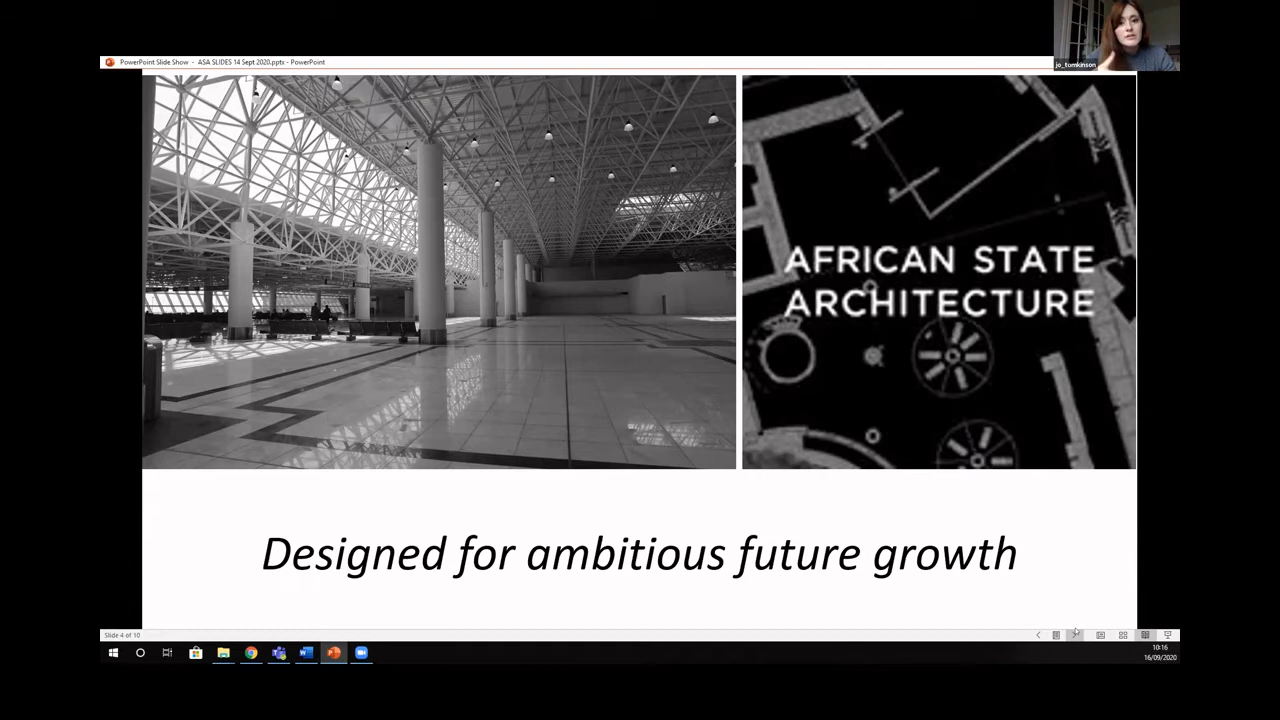 jo_tomkinson
PowerPoint Slide Show - ASA SLIDES 14 Sept 2020.pptx - PowerPoint
AFRICAN STATE
ARCHITECTURE
Designed for ambitious future growth
Slide 4 of 10
10:16
16/09/2020